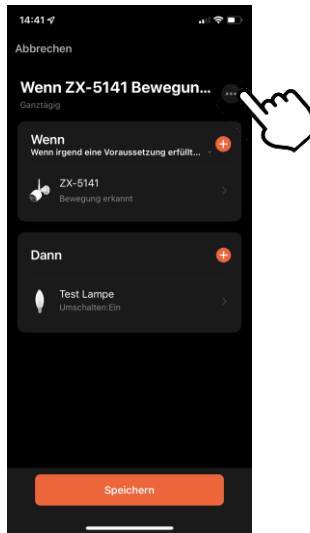 14:41
Abbrechen
Wenn ZX-5141 Bewegun...
Ganztägig
Wenn
Wenn irgend eine Voraussetzung erfüllt...
ZX-5141
Bewegung erkannt
Dann
Test Lampe
Umschalten:Ein
Speichern